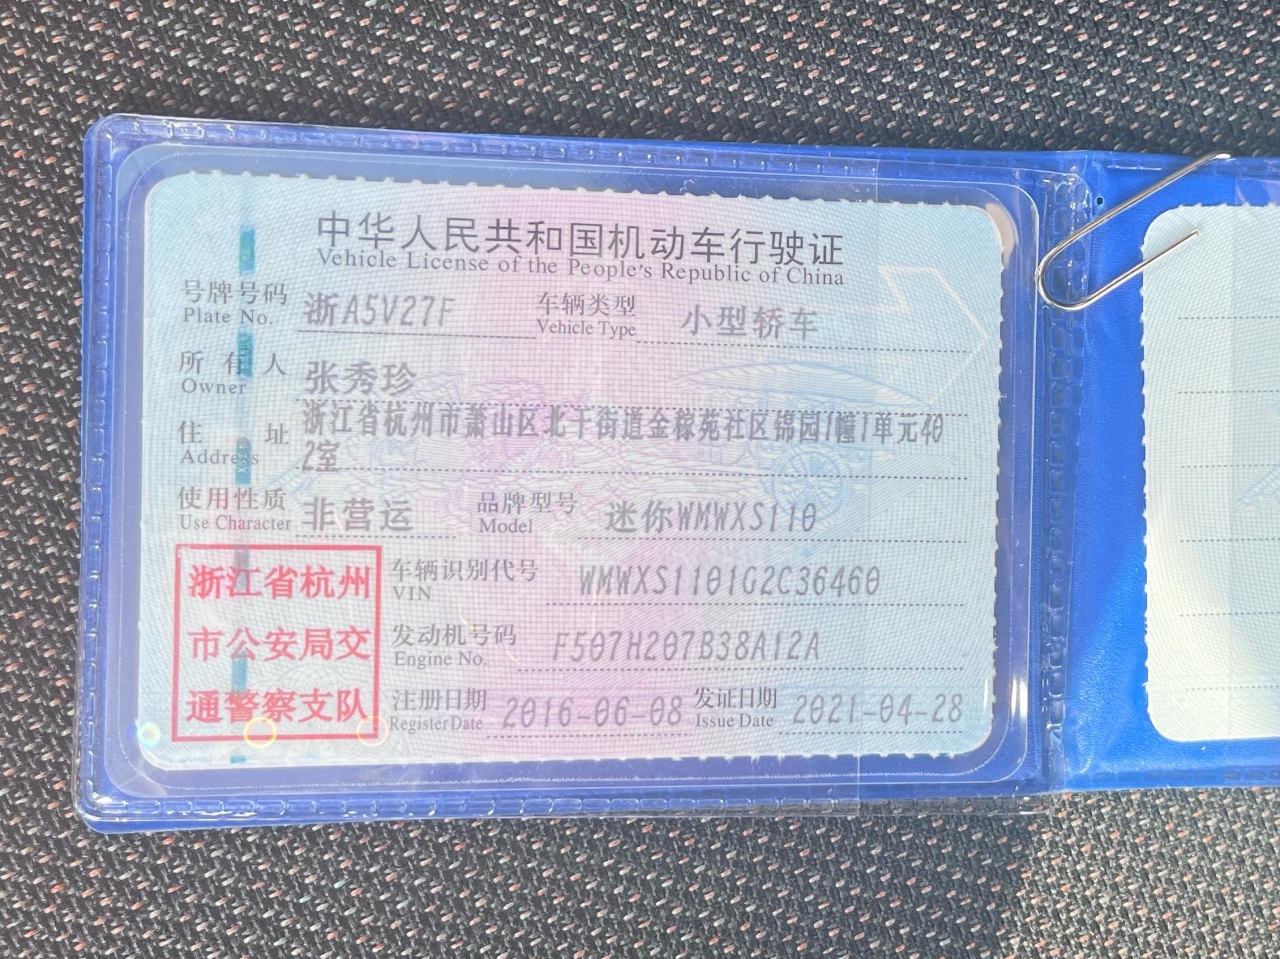 中华人民共和国机动车行驶证
Vehicle License of the People's Republic of China
号牌号码 浙A5V27F 车辆类型 小型轿车
Plate No. Vehicle Type
所有人 张秀珍
Owner
住址 浙江省杭州市萧山区北干街道金稼苑社区锦园1幢1单元40
Address 2室
使用性质 非营运 品牌型号 迷你WMWXS110
Use Character Model
浙江省杭州
市公安局交
通警察支队
车辆识别代号 WMWXS1101G2C36460
VIN
发动机号码 F507H207B38A12A
Engine No.
注册日期 2016-06-08 发证日期 2021-04-28
Register Date Issue Date